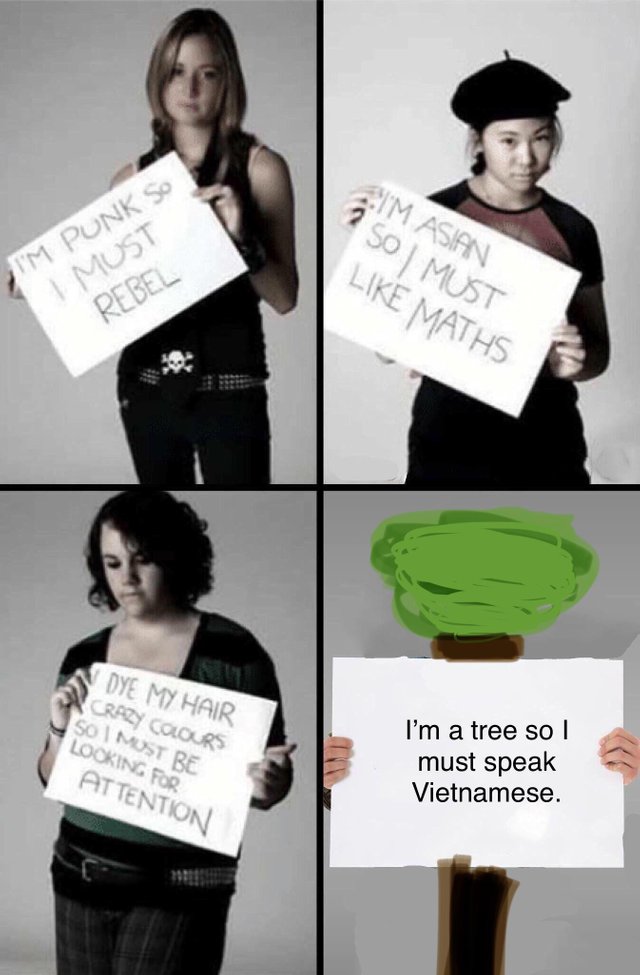 I'M PUNK SO
I MUST
REBEL
I'M ASIAN
SO I MUST
LIKE MATHS
I DYE MY HAIR
CRAZY COLOURS
SO I MUST BE
LOOKING FOR
ATTENTION
I'm a tree so I
must speak
Vietnamese.